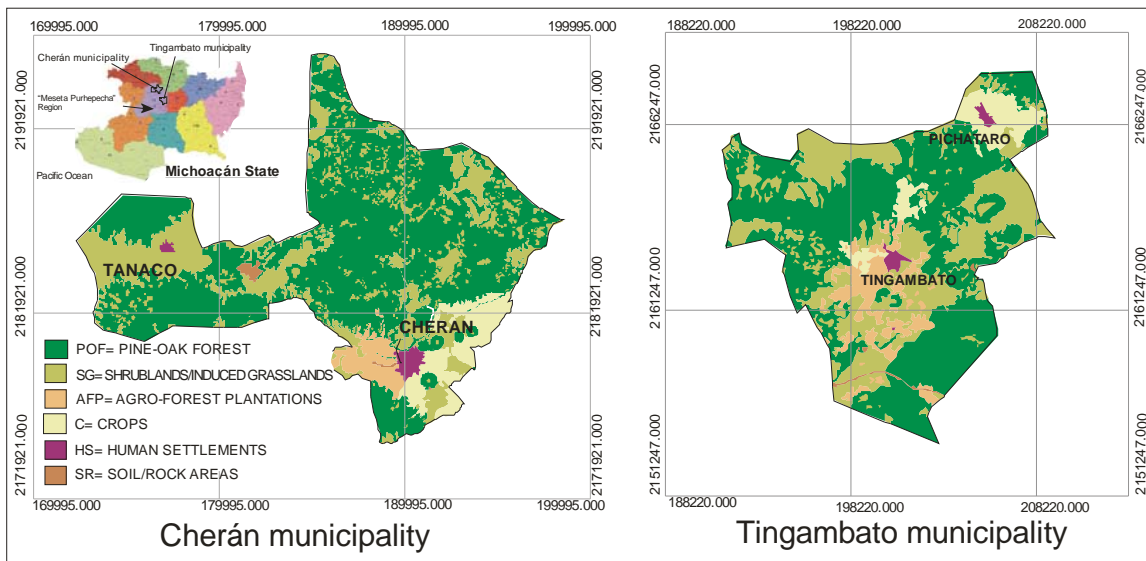 169995.000 179995.000 189995.000 199995.000
188220.000 198220.000 208220.000
2191921.000
2181921.000
2171921.000
2191921.000
2181921.000
2171921.000
Tingambato municipality
Cherán municipality
"Meseta Purhepecha"
Region
Pacific Ocean
Michoacán State
TANACO
CHERAN
POF= PINE-OAK FOREST
SG= SHRUBLANDS/INDUCED GRASSLANDS
AFP= AGRO-FOREST PLANTATIONS
C= CROPS
HS= HUMAN SETTLEMENTS
SR= SOIL/ROCK AREAS
169995.000 179995.000 189995.000 199995.000
Cherán municipality
2166247.000
2161247.000
2151247.000
2166247.000
2161247.000
2151247.000
PICHATARO
TINGAMBATO
188220.000 198220.000 208220.000
Tingambato municipality